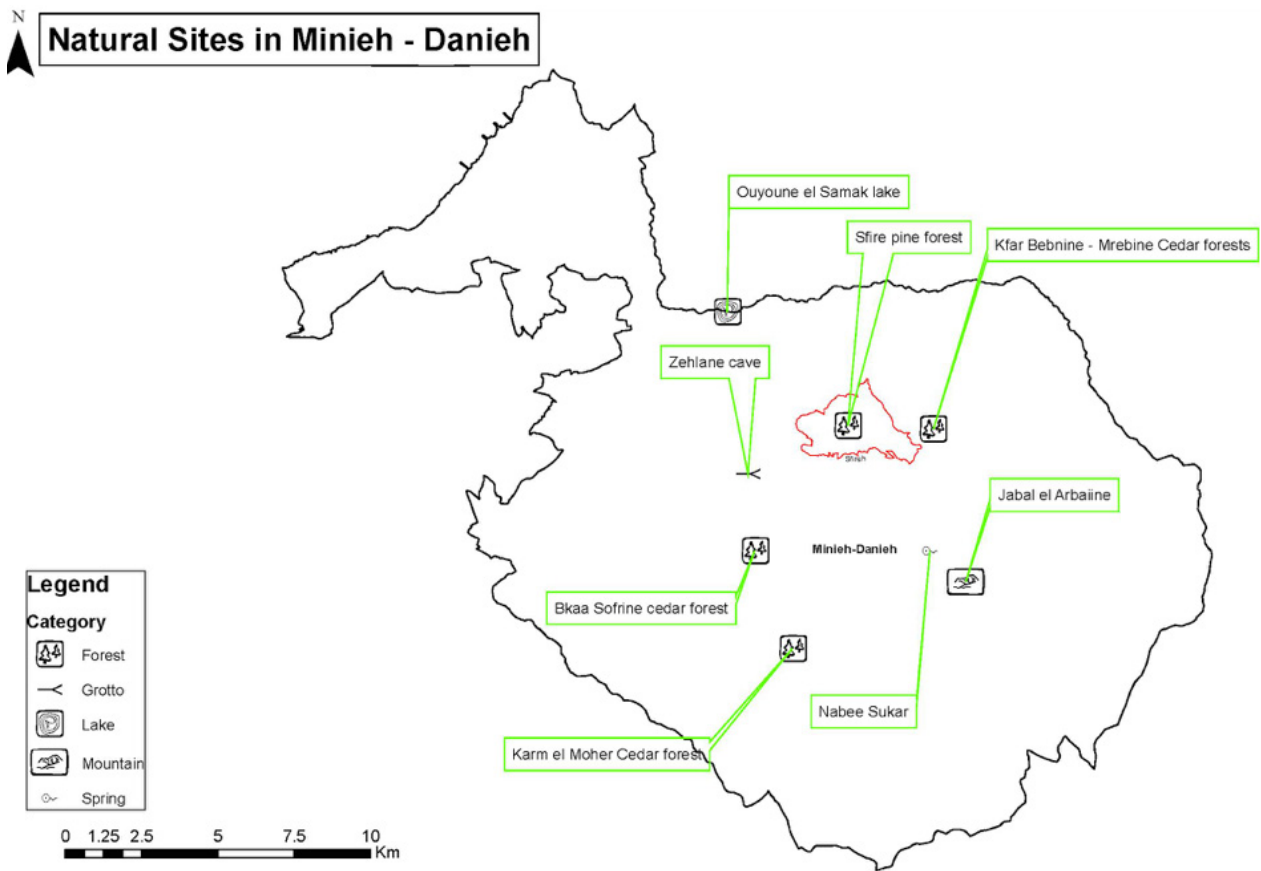 N
Natural Sites in Minieh - Danieh
Ouyoune el Samak lake
Sfire pine forest
Kfar Bebnine - Mrebine Cedar forests
Zehlane cave
Sfireh
Jabal el Arbaiine
Minieh-Danieh
Bkaa Sofrine cedar forest
Nabee Sukar
Karm el Moher Cedar forest
Legend
Category
Forest
Grotto
Lake
Mountain
Spring
0 1.25 2.5 5 7.5 10
Km